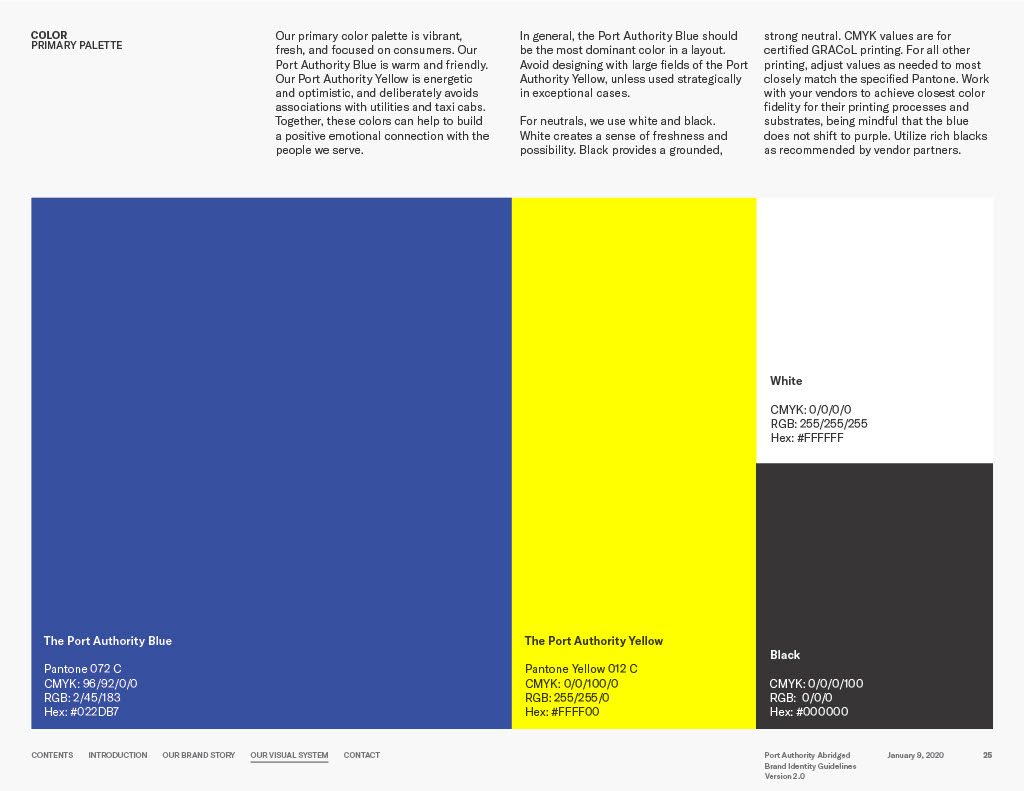 COLOR
PRIMARY PALETTE
Our primary color palette is vibrant,
fresh, and focused on consumers. Our
Port Authority Blue is warm and friendly.
Our Port Authority Yellow is energetic
and optimistic, and deliberately avoids
associations with utilities and taxi cabs.
Together, these colors can help to build
a positive emotional connection with the
people we serve.
In general, the Port Authority Blue should
be the most dominant color in a layout.
Avoid designing with large fields of the Port
Authority Yellow, unless used strategically
in exceptional cases.
For neutrals, we use white and black.
White creates a sense of freshness and
possibility. Black provides a grounded,
strong neutral. CMYK values are for
certified GRACoL printing. For all other
printing, adjust values as needed to most
closely match the specified Pantone. Work
with your vendors to achieve closest color
fidelity for their printing processes and
substrates, being mindful that the blue
does not shift to purple. Utilize rich blacks
as recommended by vendor partners.
The Port Authority Blue
Pantone 072 C
CMYK: 96/92/0/0
RGB: 2/45/183
Hex: #022DB7
The Port Authority Yellow
Pantone Yellow 012 C
CMYK: 0/0/100/0
RGB: 255/255/0
Hex: #FFFF00
White
CMYK: 0/0/0/0
RGB: 255/255/255
Hex: #FFFFFF
Black
CMYK: 0/0/0/100
RGB: 0/0/0
Hex: #000000
CONTENTS INTRODUCTION OUR BRAND STORY OUR VISUAL SYSTEM CONTACT
Port Authority Abridged
Brand Identity Guidelines
Version 2.0
January 9, 2020
25